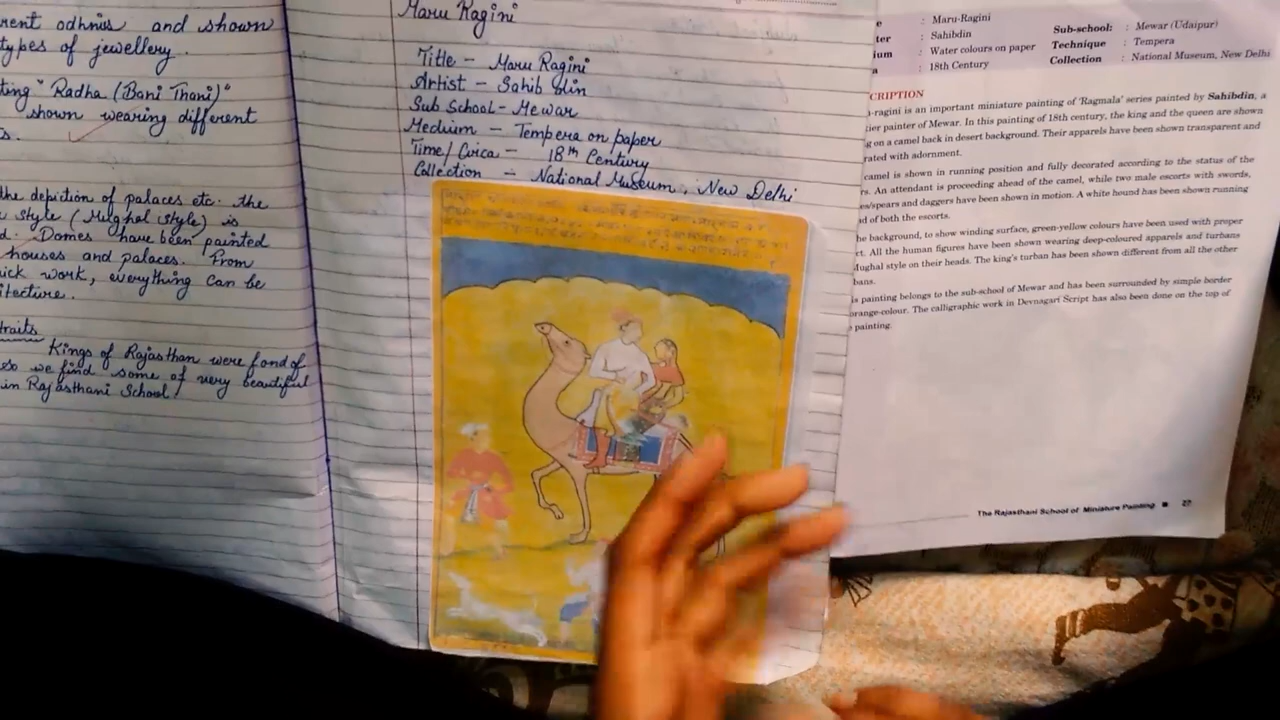 rent odhnis and shown
types of jewellery.
ting "Radha (Bani Thani)"
shown wearing different
s.
the depiction of palaces etc. the
style (Mughal style) is
d. Domes have been painted
houses and palaces. From
ick work, everything can be
itecture.
traits
Kings of Rajasthan were fond of
so we find some of very beautiful
in Rajasthani School.
Maru Ragini
Title - Maru Ragini
Artist - Sahib din
Sub School - Mewar
Medium - Tempera on paper
Time/Circa - 18th Century
Collection - National Museum, New Delhi
e : Maru-Ragini
ter : Sahibdin
ium : Water colours on paper
a : 18th Century
Sub-school: : Mewar (Udaipur)
Technique : Tempera
Collection : National Museum, New Delhi
CRIPTION
-ragini is an important miniature painting of 'Ragmala' series painted by Sahibdin, a
ier painter of Mewar. In this painting of 18th century, the king and the queen are shown
g on a camel back in desert background. Their apparels have been shown transparent and
rated with adornment.
camel is shown in running position and fully decorated according to the status of the
rs. An attendant is proceeding ahead of the camel, while two male escorts with swords,
es/spears and daggers have been shown in motion. A white hound has been shown running
d of both the escorts.
he background, to show winding surface, green-yellow colours have been used with proper
ct. All the human figures have been shown wearing deep-coloured apparels and turbans
Mughal style on their heads. The king's turban has been shown different from all the other
bans.
is painting belongs to the sub-school of Mewar and has been surrounded by simple border
orange-colour. The calligraphic work in Devnagari Script has also been done on the top of
painting.
The Rajasthani School of Miniature Painting ■ 27